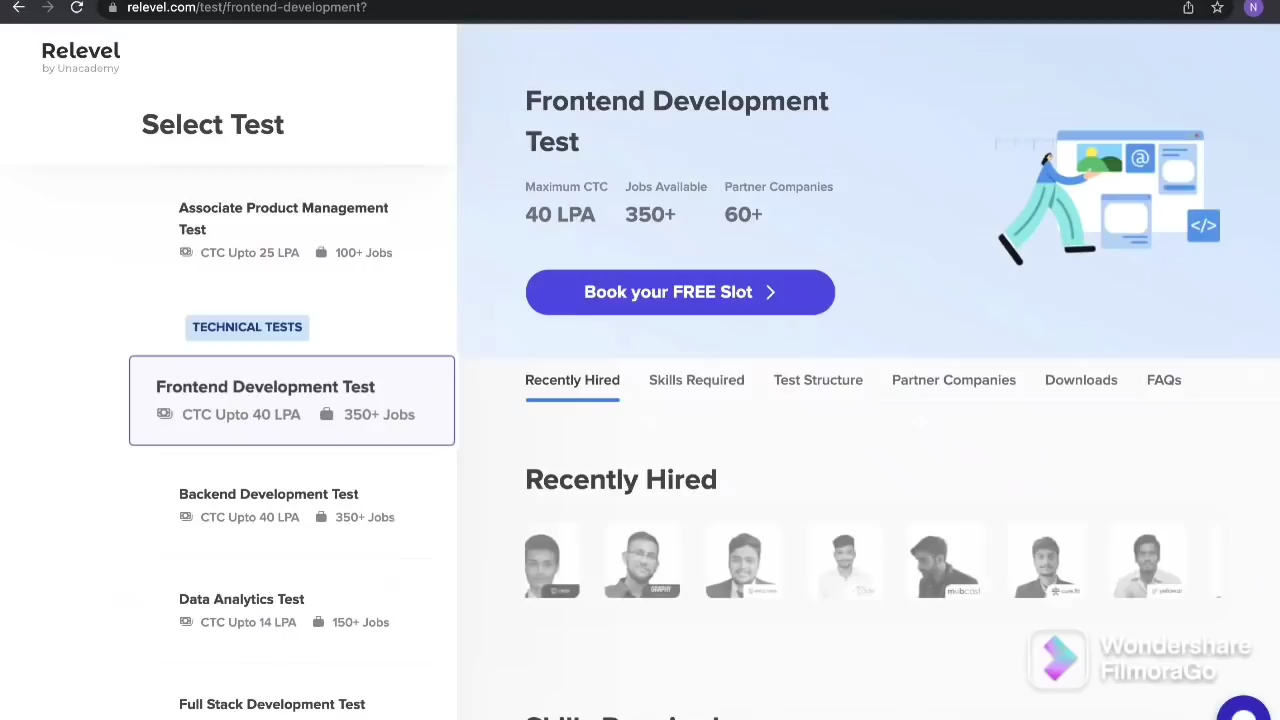 relevel.com/test/frontend-development?
N
Relevel
by Unacademy
Select Test
Associate Product Management
Test
CTC Upto 25 LPA 100+ Jobs
TECHNICAL TESTS
Frontend Development Test
CTC Upto 40 LPA 350+ Jobs
Backend Development Test
CTC Upto 40 LPA 350+ Jobs
Data Analytics Test
CTC Upto 14 LPA 150+ Jobs
Full Stack Development Test
Frontend Development
Test
Maximum CTC Jobs Available Partner Companies
40 LPA 350+ 60+
Book your FREE Slot
@
</>
Recently Hired Skills Required Test Structure Partner Companies Downloads FAQs
Recently Hired
GRAPHY
Skills Required
Wondershare
FilmoraGo